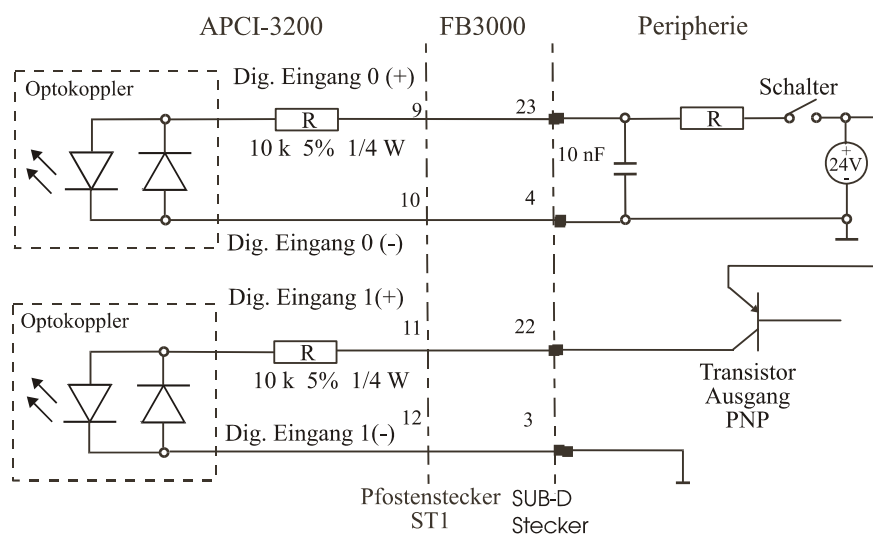 APCI-3200 FB3000 Peripherie
Dig. Eingang 0 (+)
Optokoppler
Schalter
9 23
R R
10 k 5% 1/4 W
10 nF
+
24V
-
10 4
Dig. Eingang 0 (-)
Dig. Eingang 1(+)
Optokoppler
11 22
R
10 k 5% 1/4 W
Transistor
Ausgang
PNP
12 3
Dig. Eingang 1(-)
Pfostenstecker
ST1
SUB-D
Stecker